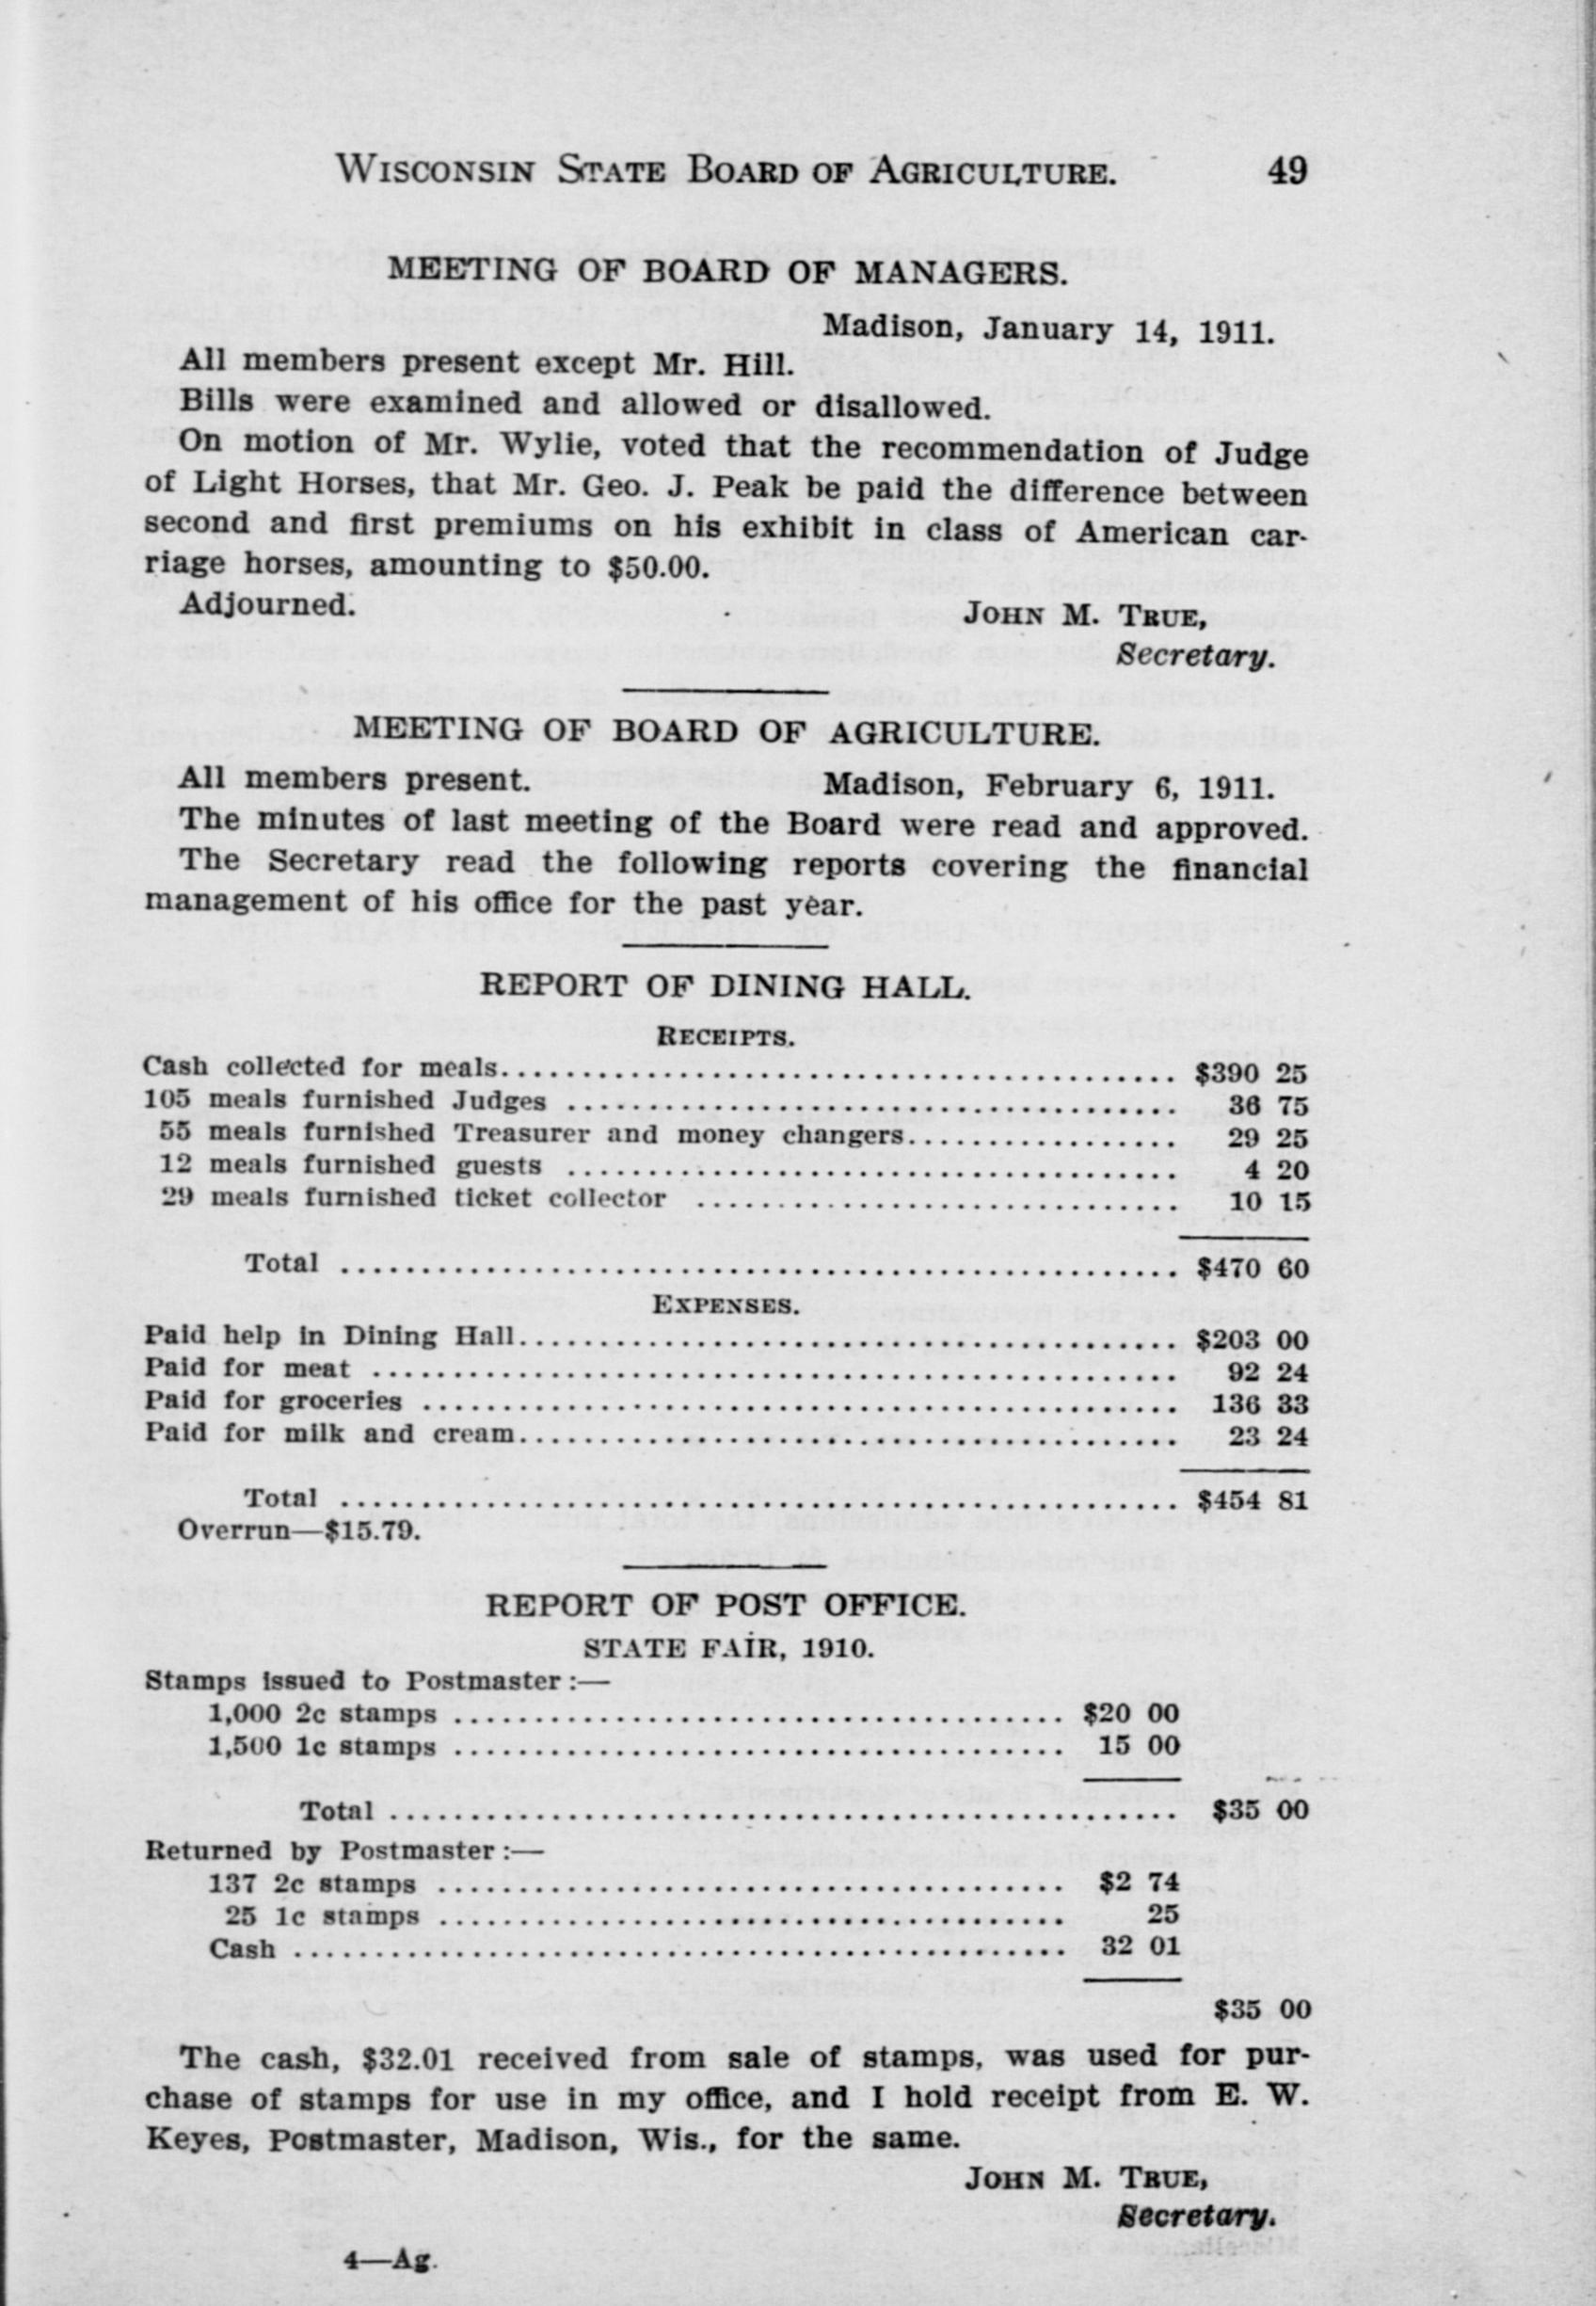 WISCONSIN STATE BOARD OF AGRICULTURE. 49
MEETING OF BOARD OF MANAGERS.
Madison, January 14, 1911.
All members present except Mr. Hill.
Bills were examined and allowed or disallowed.
On motion of Mr. Wylie, voted that the recommendation of Judge
of Light Horses, that Mr. Geo. J. Peak be paid the difference between
second and first premiums on his exhibit in class of American car-
riage horses, amounting to $50.00.
Adjourned.
JOHN M. TRUE,
Secretary.
MEETING OF BOARD OF AGRICULTURE.
All members present. Madison, February 6, 1911.
The minutes of last meeting of the Board were read and approved.
The Secretary read the following reports covering the financial
management of his office for the past year.
REPORT OF DINING HALL.
RECEIPTS.
Cash collected for meals........................................ $390 25
105 meals furnished Judges ........................................ 36 75
55 meals furnished Treasurer and money changers................. 29 25
12 meals furnished guests ...................................... 4 20
29 meals furnished ticket collector .............................. 10 15
Total .................................................... $470 60
EXPENSES.
Paid help in Dining Hall........................................ $203 00
Paid for meat .................................................. 92 24
Paid for groceries ............................................... 136 33
Paid for milk and cream......................................... 23 24
Total .................................................... $454 81
Overrun—$15.79.
REPORT OF POST OFFICE.
STATE FAIR, 1910.
Stamps issued to Postmaster:—
1,000 2c stamps ...................................... $20 00
1,500 1c stamps ...................................... 15 00
Total ................................................. $35 00
Returned by Postmaster:—
137 2c stamps ....................................... $2 74
25 1c stamps ....................................... 25
Cash ................................................ 32 01
$35 00
The cash, $32.01 received from sale of stamps, was used for pur-
chase of stamps for use in my office, and I hold receipt from E. W.
Keyes, Postmaster, Madison, Wis., for the same.
JOHN M. TRUE,
Secretary.
4—Ag.